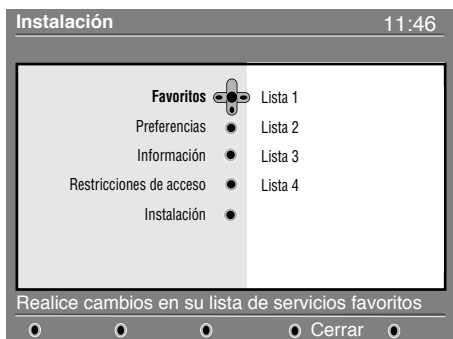 Instalación 11:46
Favoritos Lista 1
Preferencias Lista 2
Información Lista 3
Restricciones de acceso Lista 4
Instalación
Realice cambios en su lista de servicios favoritos
Cerrar